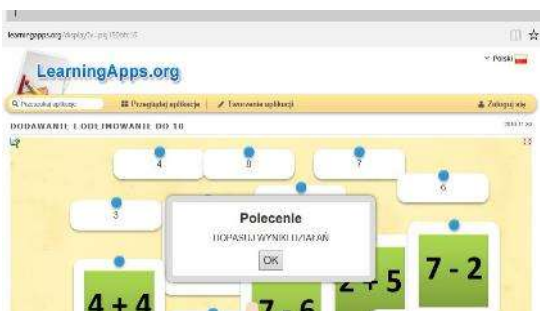 Polski
LearningApps.org
Przeglądaj aplikacje
Tworzenie aplikacji
Zaloguj się
DODAWANIE I ODEJMOWANIE DO 10
4
8
7
6
3
Polecenie
DOPASUJ WYNIKI DZIAŁAŃ
OK
4 + 4
7 - 6
2 + 5
7 - 2